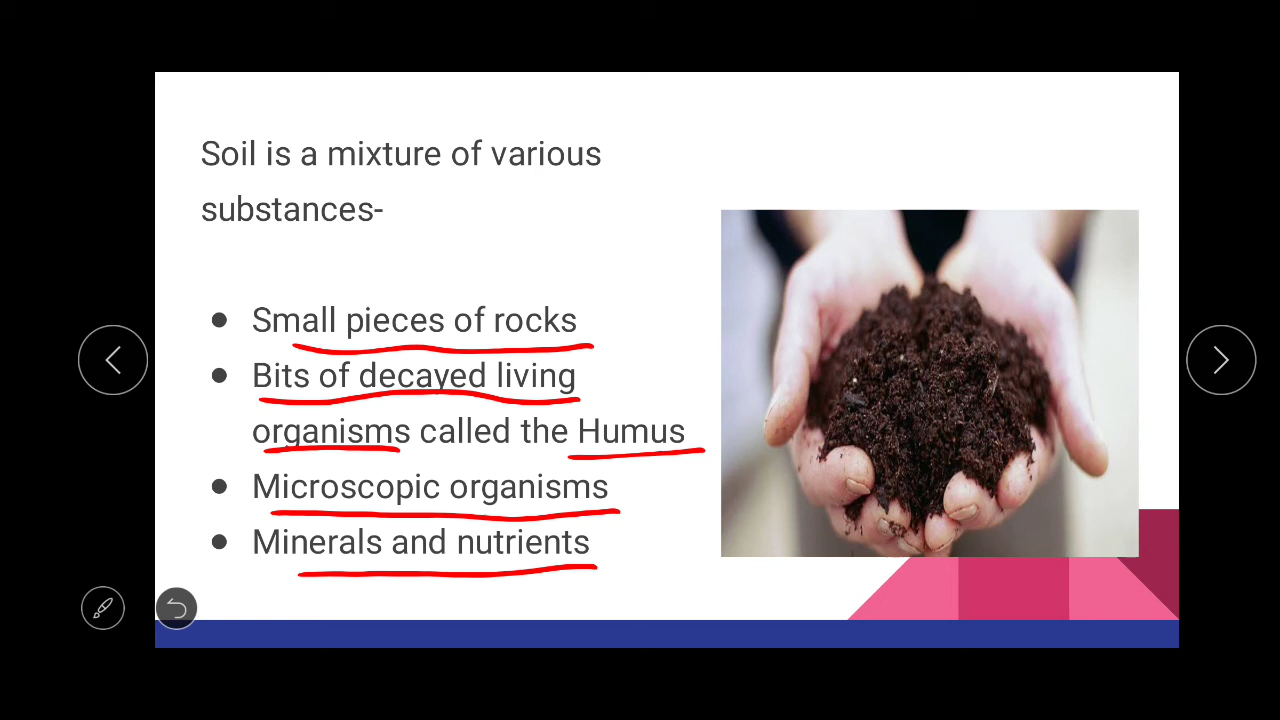 Soil is a mixture of various
substances-
● Small pieces of rocks
● Bits of decayed living
organisms called the Humus
● Microscopic organisms
● Minerals and nutrients